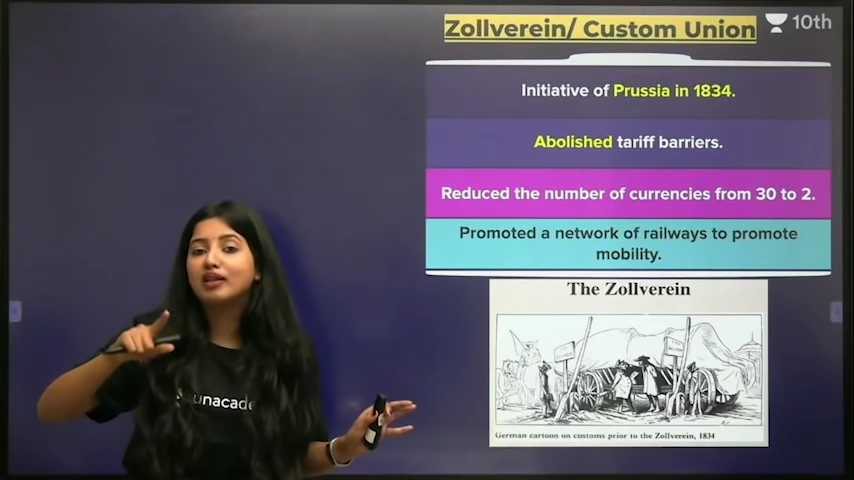 Zollverein/ Custom Union
10th
Initiative of Prussia in 1834.
Abolished tariff barriers.
Reduced the number of currencies from 30 to 2.
Promoted a network of railways to promote
mobility.
The Zollverein
German cartoon on customs prior to the Zollverein, 1834
unacade